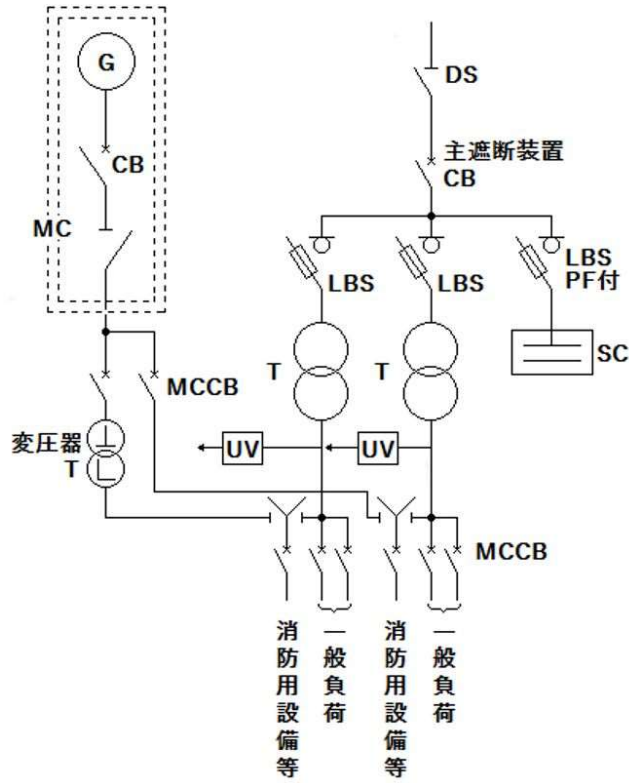 G
CB
MC
DS
主遮断装置
CB
LBS
LBS
LBS
PF付
SC
T
T
MCCB
変圧器
T
UV
UV
MCCB
消防用設備等
一般負荷
消防用設備等
一般負荷